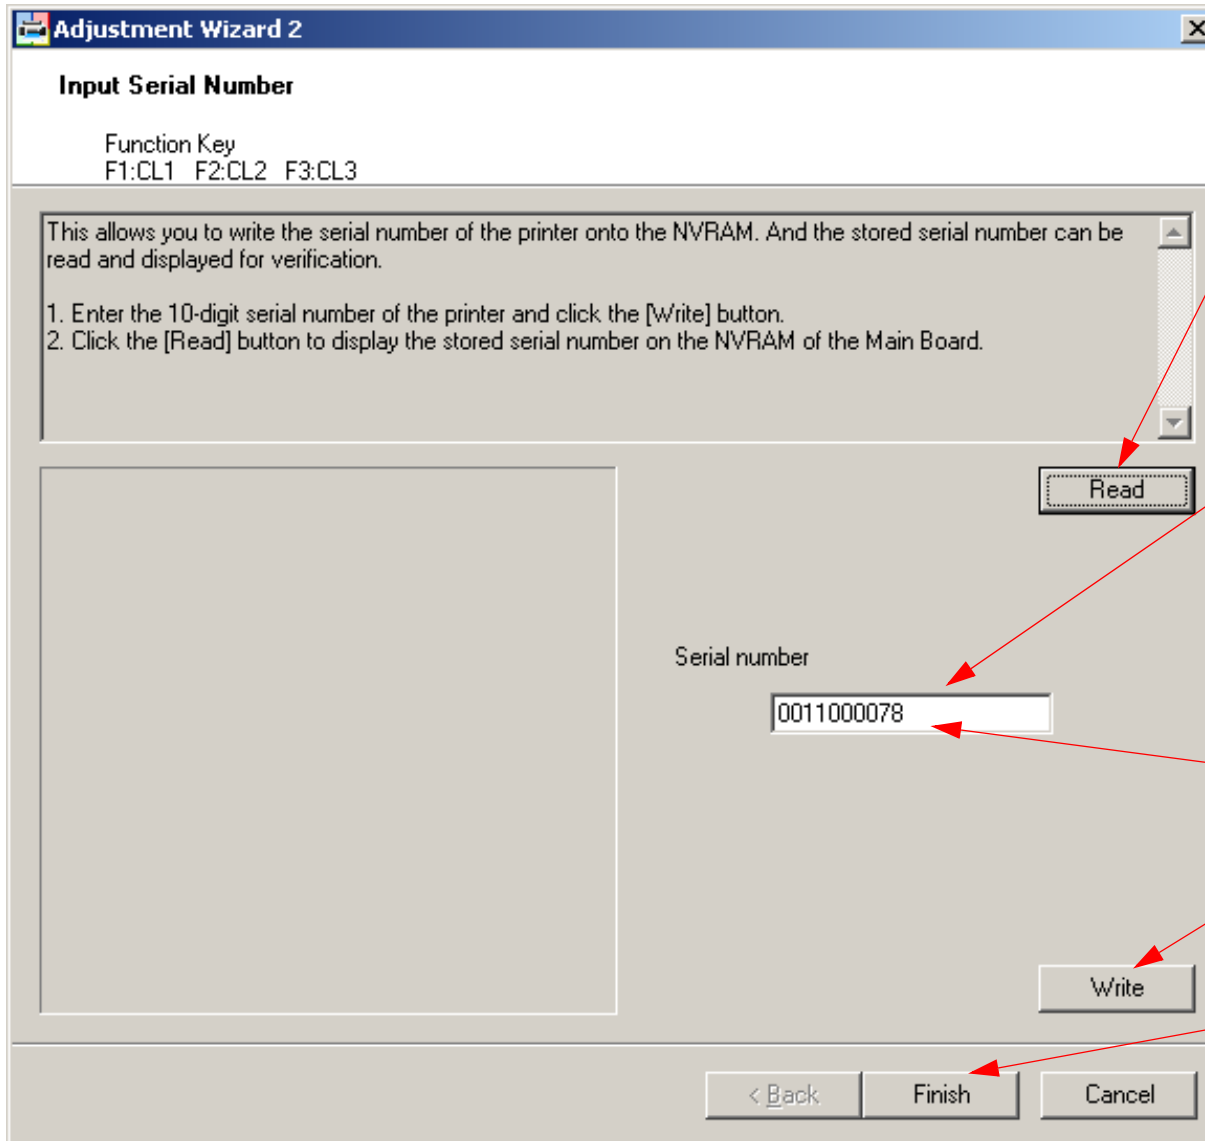 Adjustment Wizard 2
Input Serial Number
Function Key
F1:CL1 F2:CL2 F3:CL3
This allows you to write the serial number of the printer onto the NVRAM. And the stored serial number can be
read and displayed for verification.
1. Enter the 10-digit serial number of the printer and click the [Write] button.
2. Click the [Read] button to display the stored serial number on the NVRAM of the Main Board.
Read
Serial number
0011000078
Write
< Back Finish Cancel